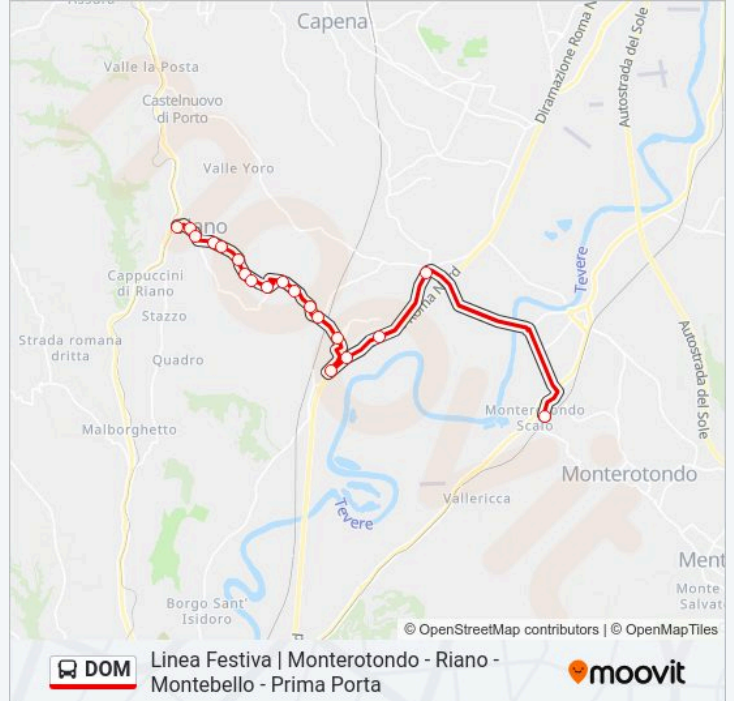 Capena
Valle la Posta
Castelnuovo
di Porto
Diramazione Roma N
Autostrada del Sole
Valle Yoro
Cappuccini
di Riano
Roma Nord
Tevere
Stazzo
Strada romana
dritta
Quadro
Autostrada del Sole
Malborghetto
Monterotondo
Scalo
Monterotondo
Vallericca
Tevere
Ment
Monte
Salvat
Borgo Sant'
Isidoro
© OpenStreetMap contributors | © OpenMapTiles
DOM
Linea Festiva | Monterotondo - Riano -
Montebello - Prima Porta
moovit